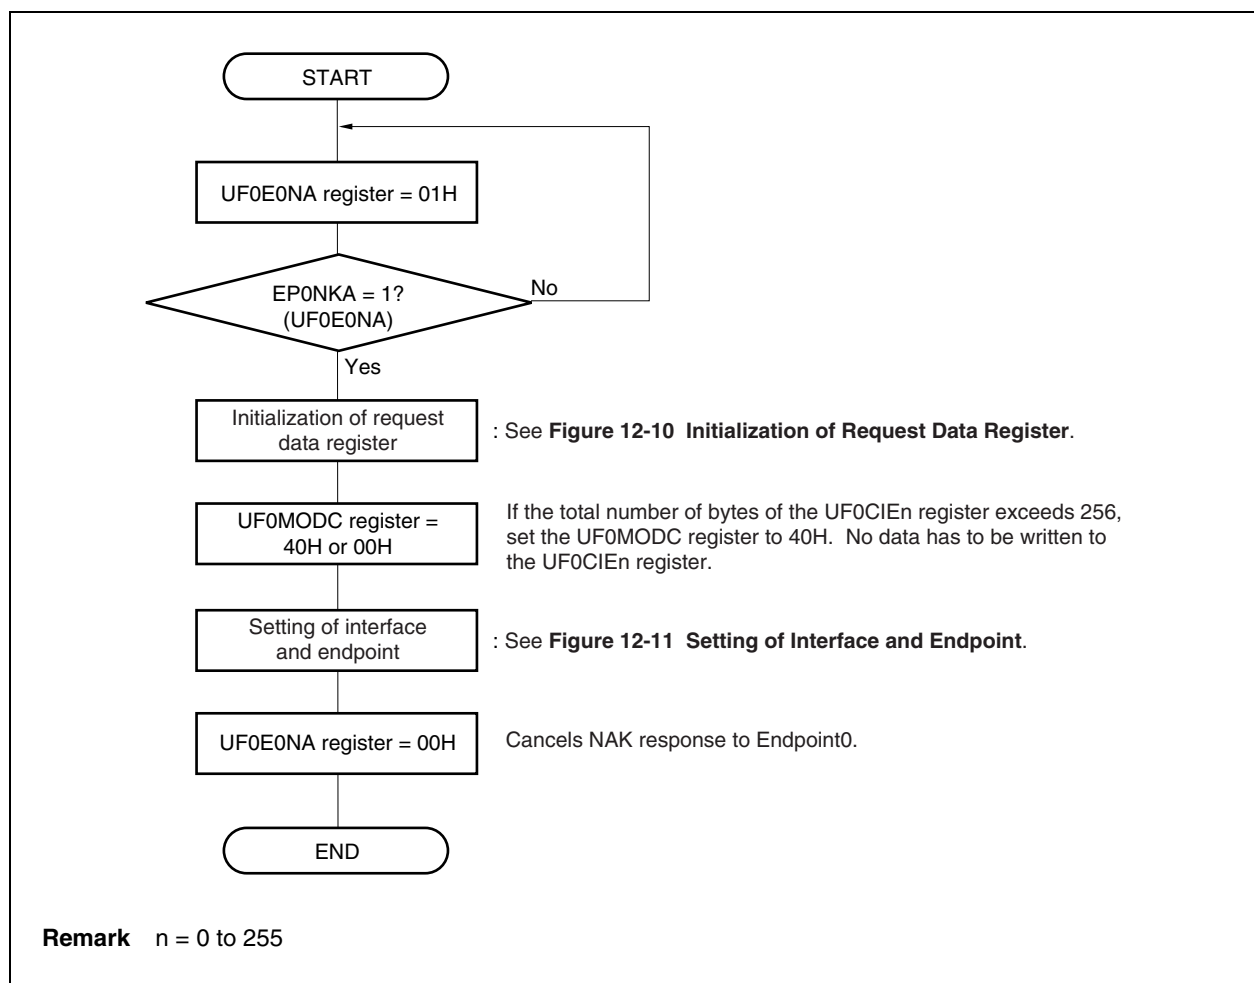 START
UF0E0NA register = 01H
EP0NKA = 1?
(UF0E0NA)
No
Yes
Initialization of request
data register
: See Figure 12-10 Initialization of Request Data Register.
UF0MODC register =
40H or 00H
If the total number of bytes of the UF0CIEn register exceeds 256,
set the UF0MODC register to 40H. No data has to be written to
the UF0CIEn register.
Setting of interface
and endpoint
: See Figure 12-11 Setting of Interface and Endpoint.
UF0E0NA register = 00H
Cancels NAK response to Endpoint0.
END
Remark n = 0 to 255